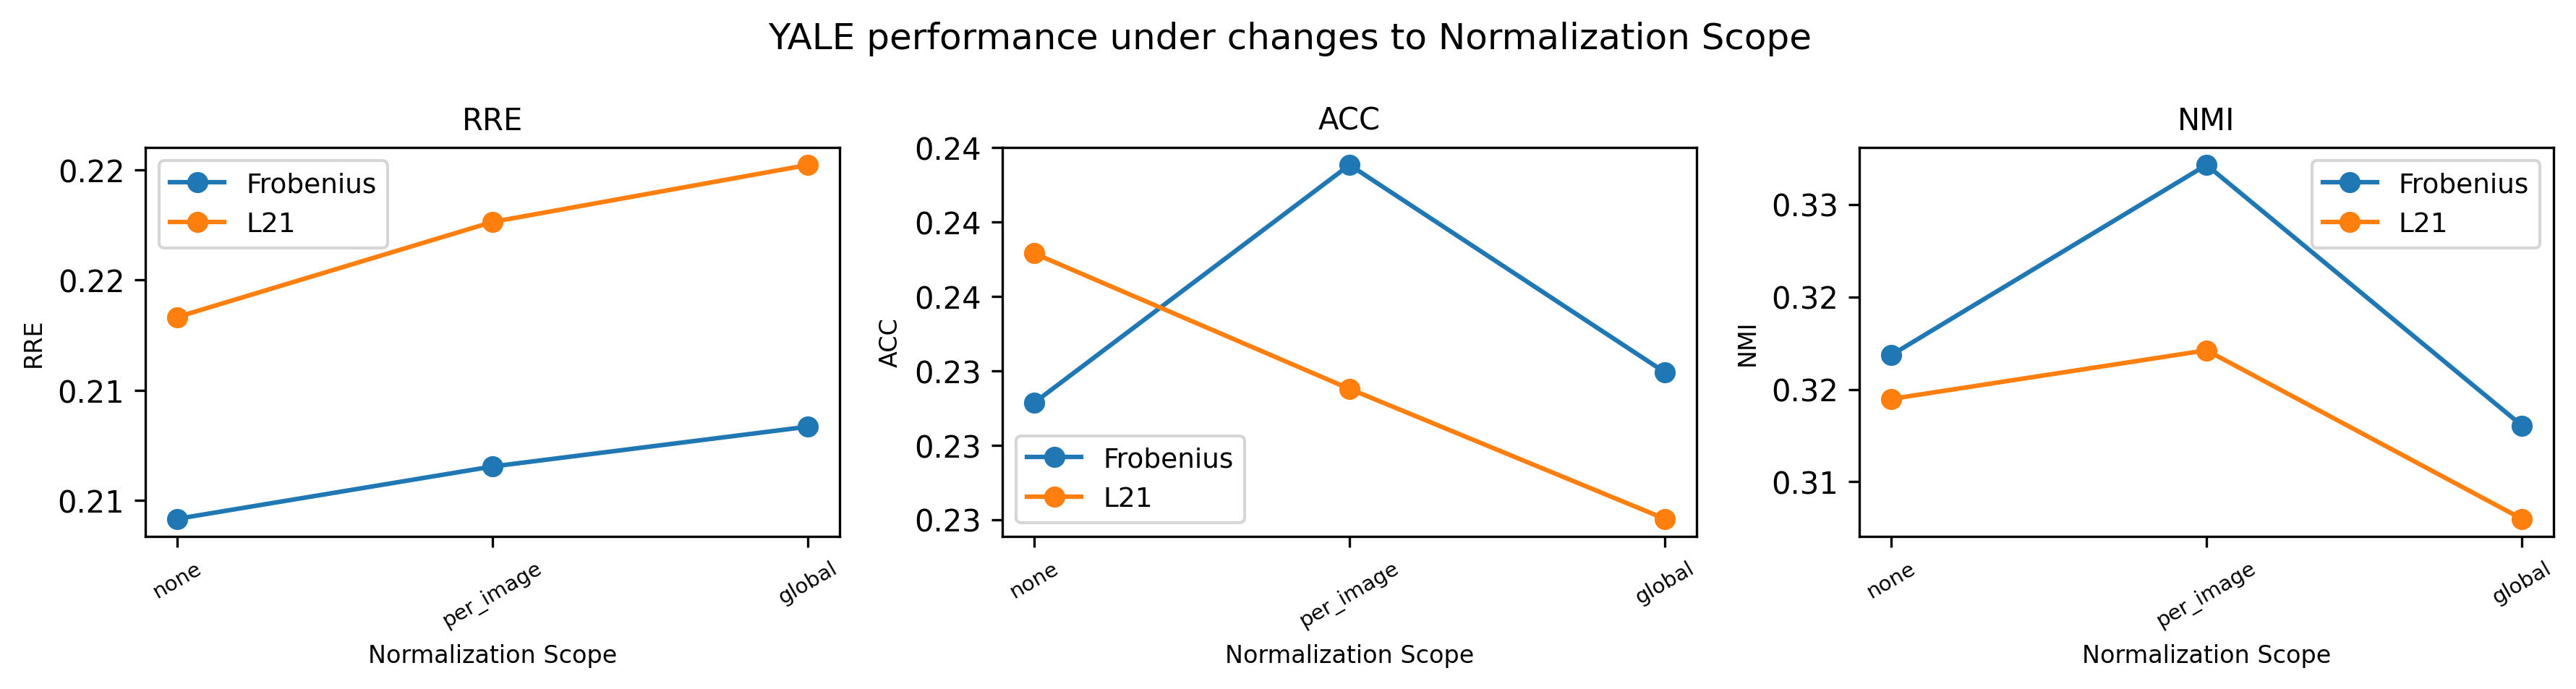 YALE performance under changes to Normalization Scope
RRE
0.22
0.22
0.21
0.21
RRE
Frobenius
L21
none
per_image
global
Normalization Scope
ACC
0.24
0.24
0.24
0.23
0.23
0.23
ACC
Frobenius
L21
none
per_image
global
Normalization Scope
NMI
0.33
0.32
0.32
0.31
NMI
Frobenius
L21
none
per_image
global
Normalization Scope